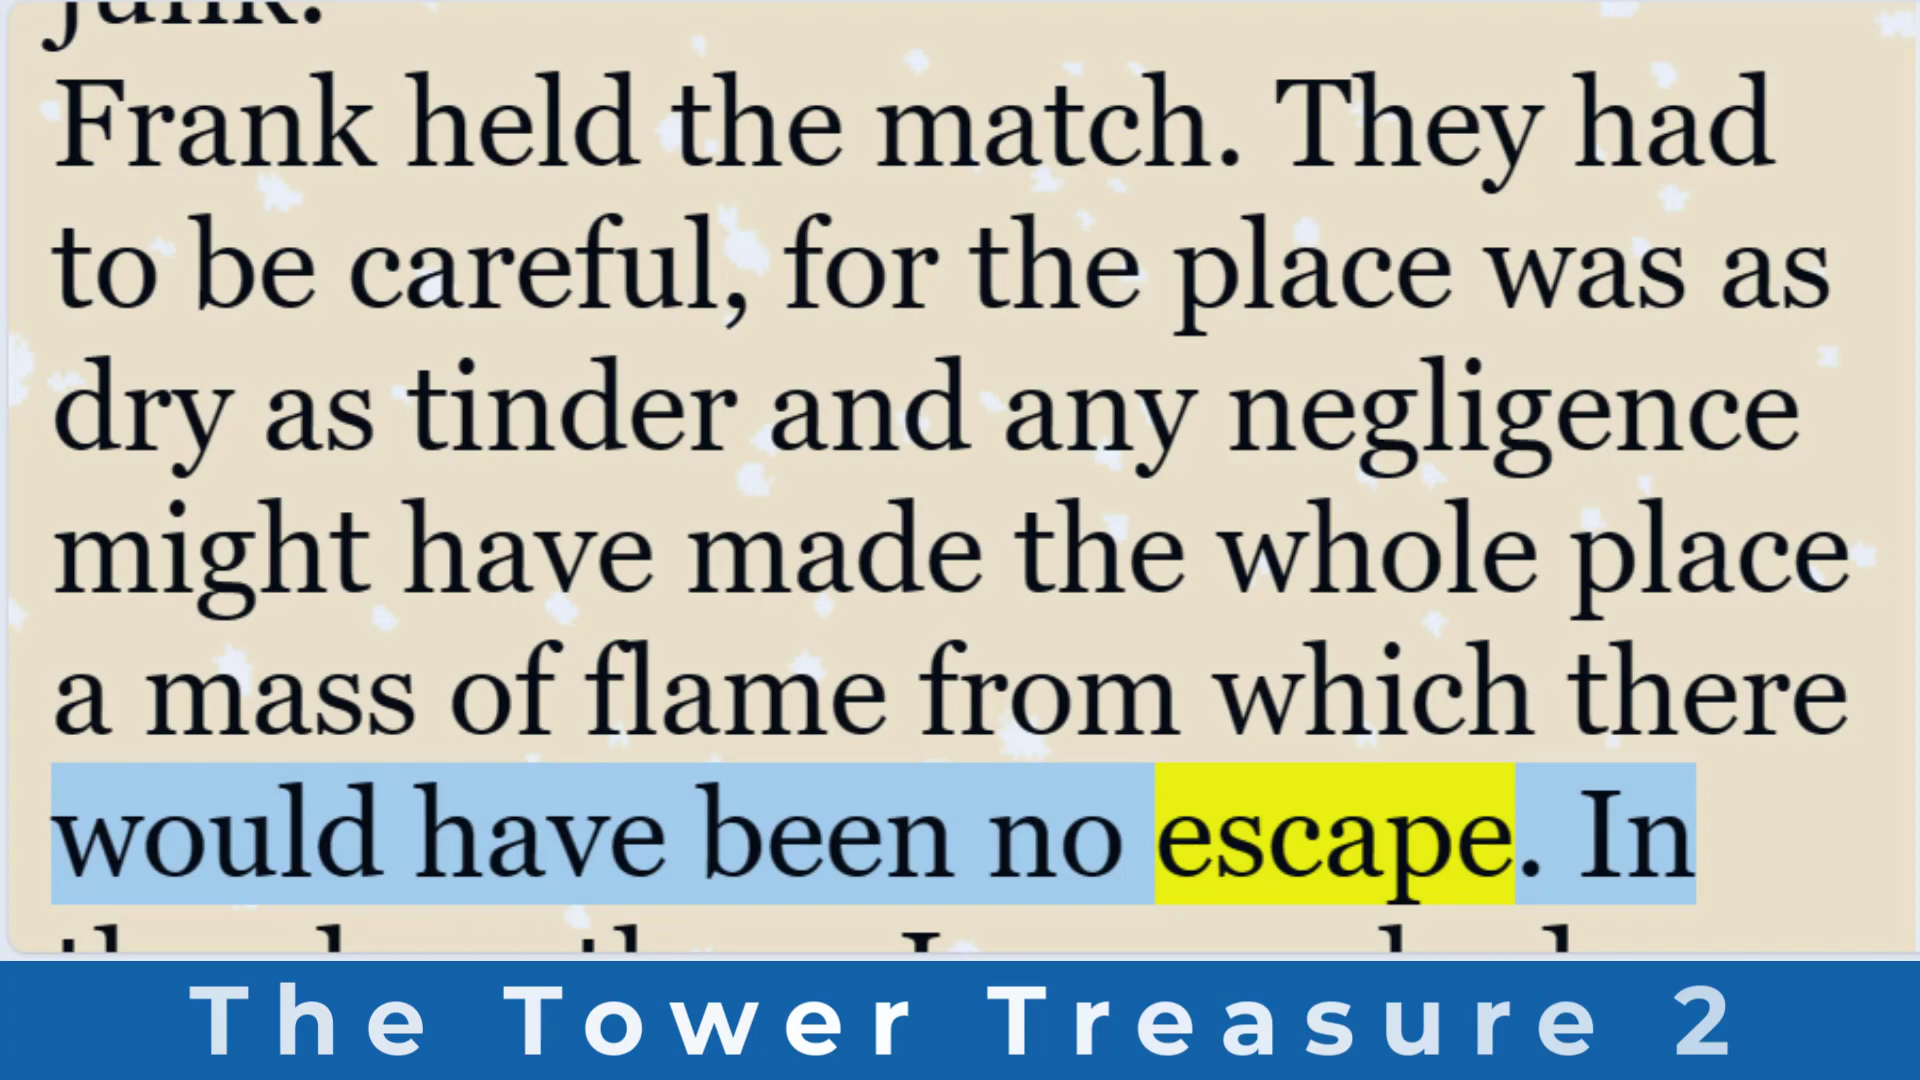 junk.
Frank held the match. They had
to be careful, for the place was as
dry as tinder and any negligence
might have made the whole place
a mass of flame from which there
would have been no escape. In
The Tower Treasure 2